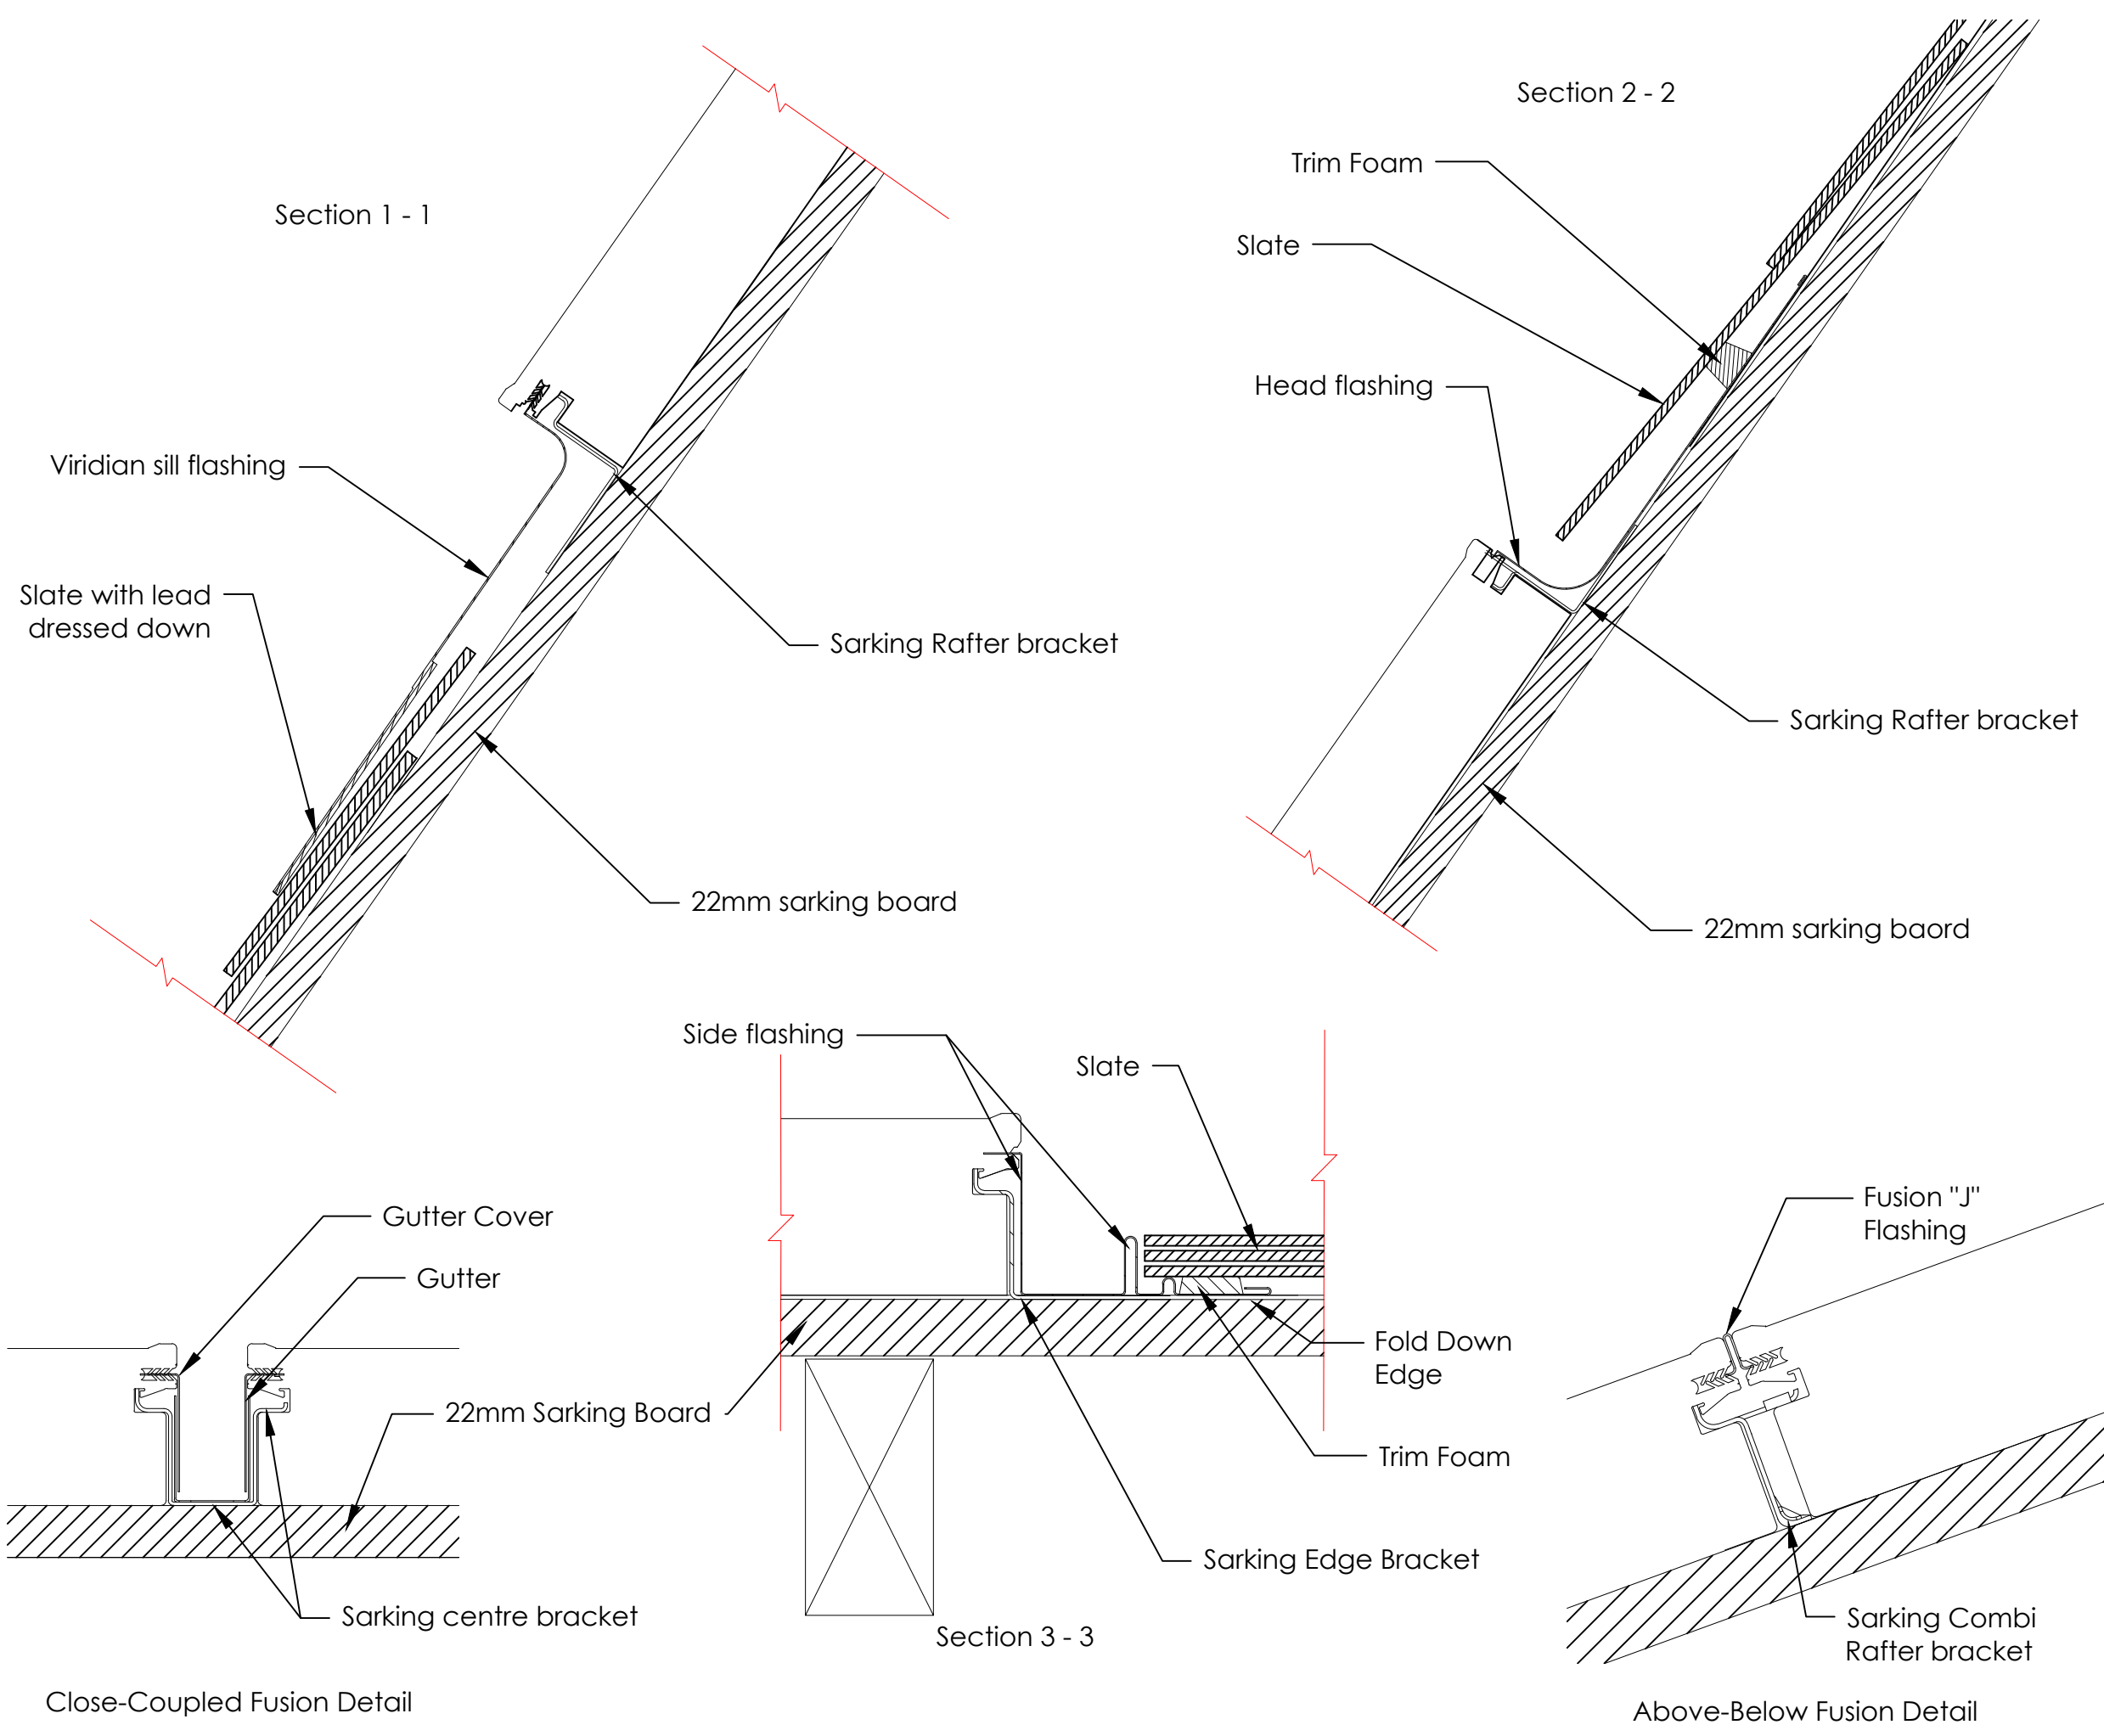 Section 1 - 1
Viridian sill flashing
Slate with lead
dressed down
Sarking Rafter bracket
22mm sarking board
Section 2 - 2
Trim Foam
Slate
Head flashing
Sarking Rafter bracket
22mm sarking baord
Side flashing
Slate
Fold Down
Edge
Trim Foam
Sarking Edge Bracket
Section 3 - 3
Gutter Cover
Gutter
22mm Sarking Board
Sarking centre bracket
Close-Coupled Fusion Detail
Fusion "J"
Flashing
Sarking Combi
Rafter bracket
Above-Below Fusion Detail